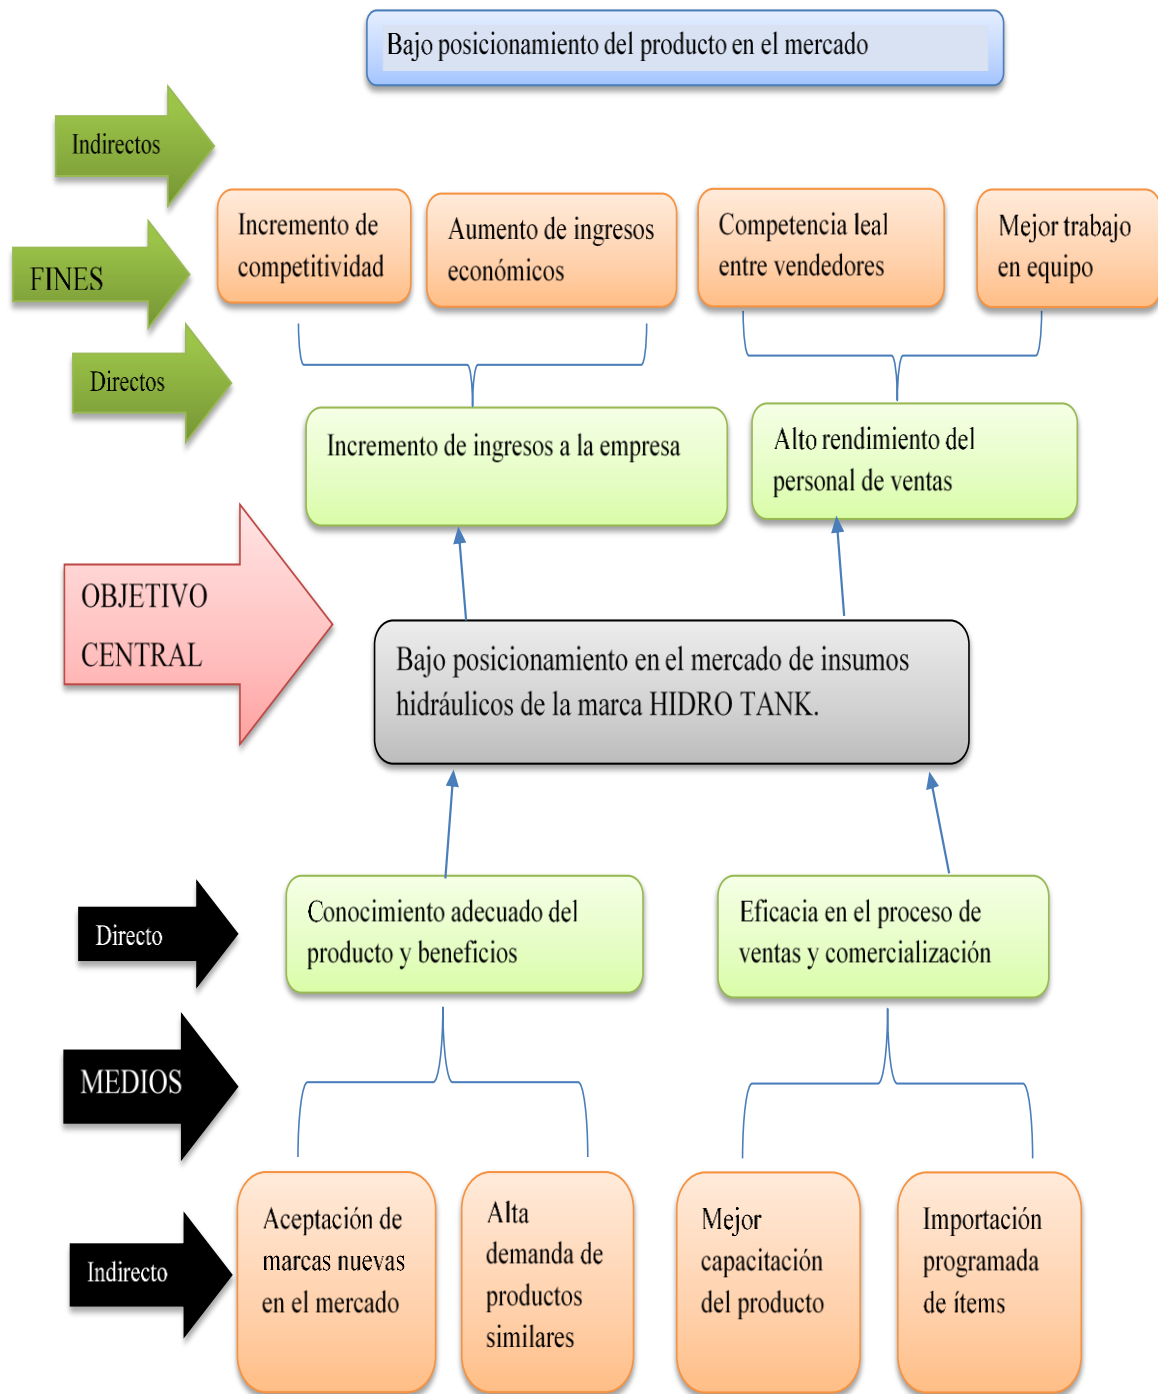 Bajo posicionamiento del producto en el mercado
Indirectos
Incremento de
competitividad
Aumento de ingresos
económicos
Competencia leal
entre vendedores
Mejor trabajo
en equipo
FINES
Directos
Incremento de ingresos a la empresa
Alto rendimiento del
personal de ventas
OBJETIVO
CENTRAL
Bajo posicionamiento en el mercado de insumos
hidráulicos de la marca HIDRO TANK.
Directo
Conocimiento adecuado del
producto y beneficios
Eficacia en el proceso de
ventas y comercialización
MEDIOS
Indirecto
Aceptación de
marcas nuevas
en el mercado
Alta
demanda de
productos
similares
Mejor
capacitación
del producto
Importación
programada
de ítems